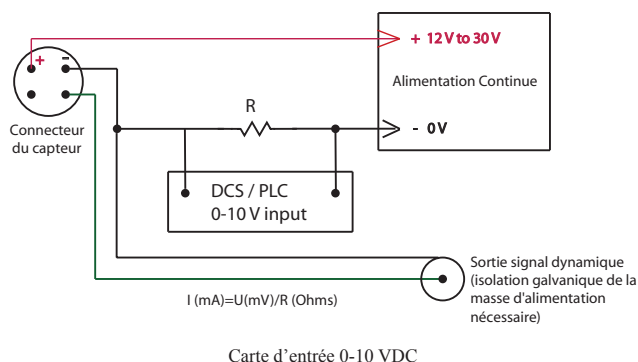 + 12 V to 30 V
+ -
Alimentation Continue
Connecteur
du capteur
R
- 0 V
DCS / PLC
0-10 V input
Sortie signal dynamique
(isolation galvanique de la
masse d'alimentation
nécessaire)
I (mA)=U(mV)/R (Ohms)
Carte d'entrée 0-10 VDC